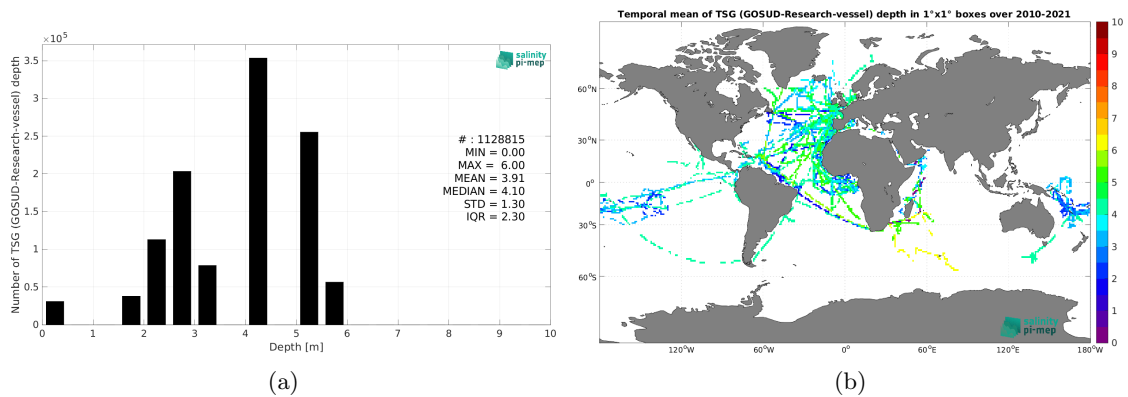 ×10⁵
salinity
pi-mep
Number of TSG (GOSUD-Research-vessel) depth
3.5
3
2.5
2
1.5
1
0.5
0
# : 1128815
MIN = 0.00
MAX = 6.00
MEAN = 3.91
MEDIAN = 4.10
STD = 1.30
IQR = 2.30
0 1 2 3 4 5 6 7 8 9 10
Depth [m]
(a)
Temporal mean of TSG (GOSUD-Research-vessel) depth in 1°x1° boxes over 2010-2021
60°N
30°N
0°
30°S
60°S
120°W 60°W 0° 60°E 120°E 180°W
salinity
pi-mep
10
9
8
7
6
5
4
3
2
1
0
(b)